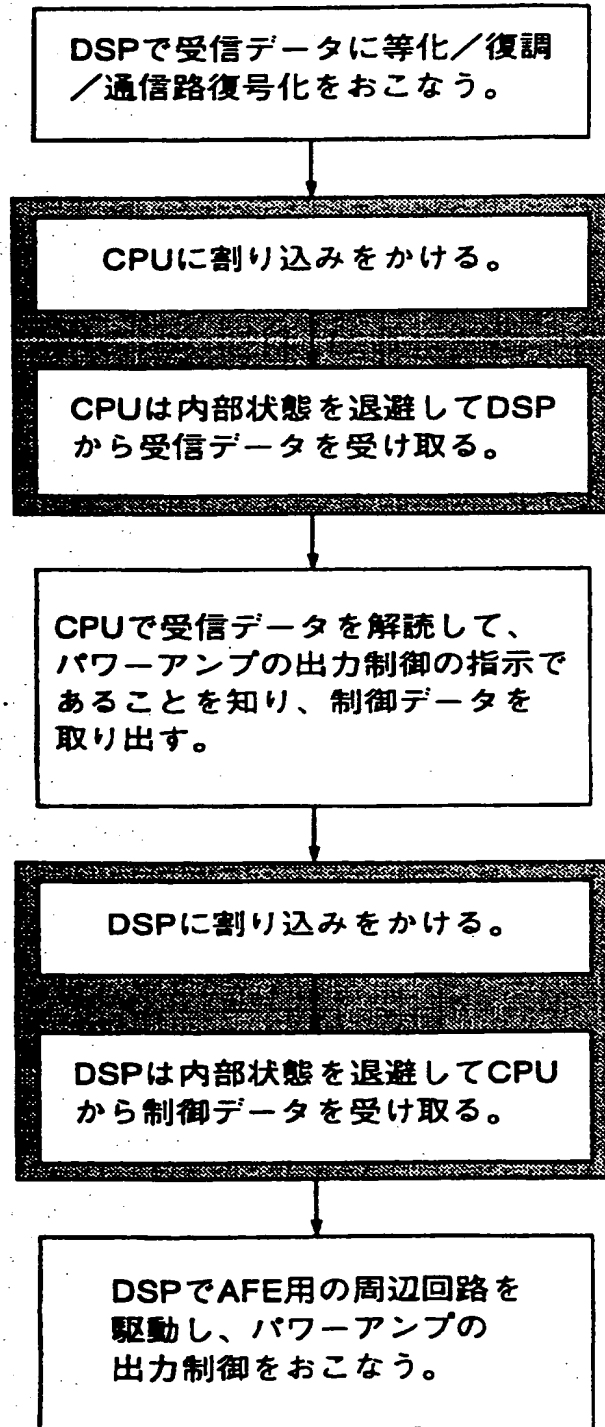 DSPで受信データに等化／復調
／通信路復号化をおこなう。
CPUに割り込みをかける。
CPUは内部状態を退避してDSP
から受信データを受け取る。
CPUで受信データを解読して、
パワーアンプの出力制御の指示で
あることを知り、制御データを
取り出す。
DSPに割り込みをかける。
DSPは内部状態を退避してCPU
から制御データを受け取る。
DSPでAFE用の周辺回路を
駆動し、パワーアンプの
出力制御をおこなう。